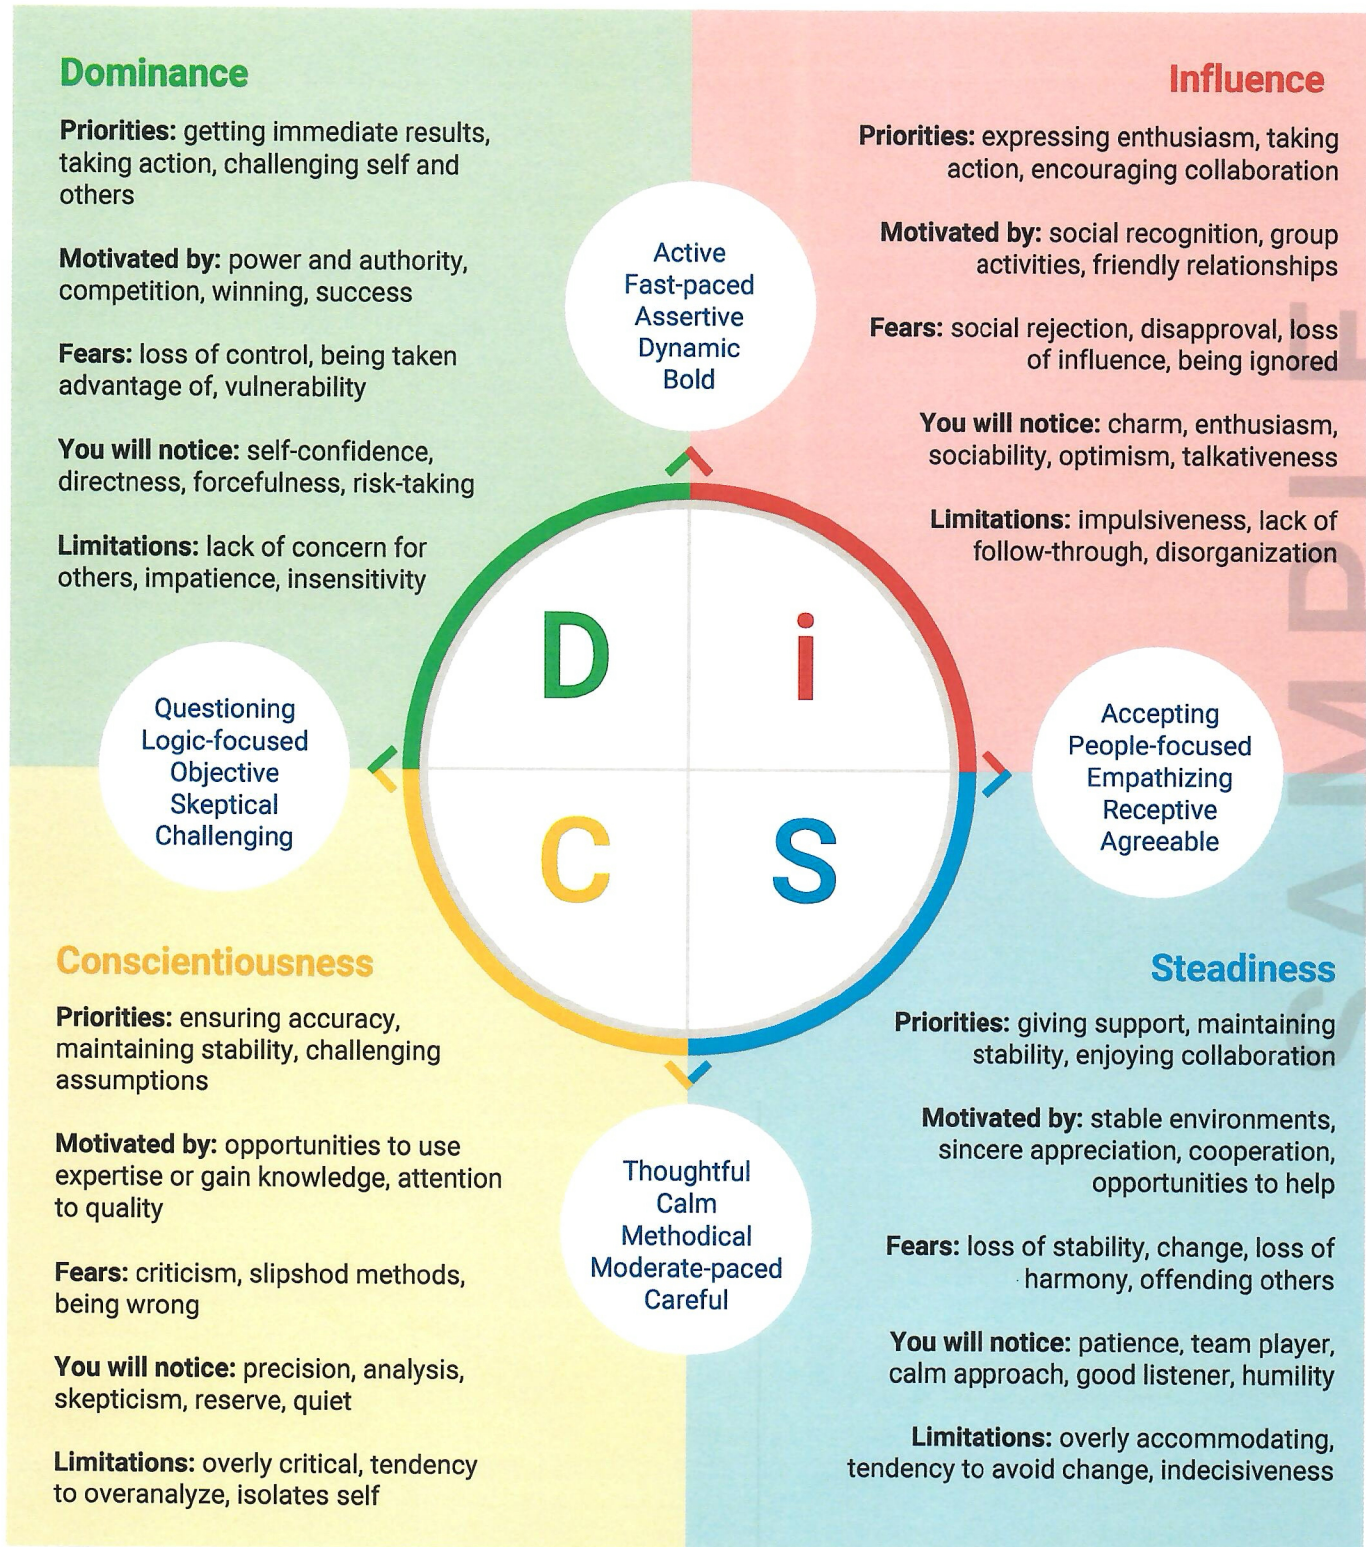 Dominance
Priorities: getting immediate results,
taking action, challenging self and
others
Motivated by: power and authority,
competition, winning, success
Fears: loss of control, being taken
advantage of, vulnerability
You will notice: self-confidence,
directness, forcefulness, risk-taking
Limitations: lack of concern for
others, impatience, insensitivity
Influence
Priorities: expressing enthusiasm, taking
action, encouraging collaboration
Motivated by: social recognition, group
activities, friendly relationships
Fears: social rejection, disapproval, loss
of influence, being ignored
You will notice: charm, enthusiasm,
sociability, optimism, talkativeness
Limitations: impulsiveness, lack of
follow-through, disorganization
Active
Fast-paced
Assertive
Dynamic
Bold
D
i
C
S
Questioning
Logic-focused
Objective
Skeptical
Challenging
Accepting
People-focused
Empathizing
Receptive
Agreeable
Conscientiousness
Priorities: ensuring accuracy,
maintaining stability, challenging
assumptions
Motivated by: opportunities to use
expertise or gain knowledge, attention
to quality
Fears: criticism, slipshod methods,
being wrong
You will notice: precision, analysis,
skepticism, reserve, quiet
Limitations: overly critical, tendency
to overanalyze, isolates self
Steadiness
Priorities: giving support, maintaining
stability, enjoying collaboration
Motivated by: stable environments,
sincere appreciation, cooperation,
opportunities to help
Fears: loss of stability, change, loss of
harmony, offending others
You will notice: patience, team player,
calm approach, good listener, humility
Limitations: overly accommodating,
tendency to avoid change, indecisiveness
Thoughtful
Calm
Methodical
Moderate-paced
Careful
SAMPLE